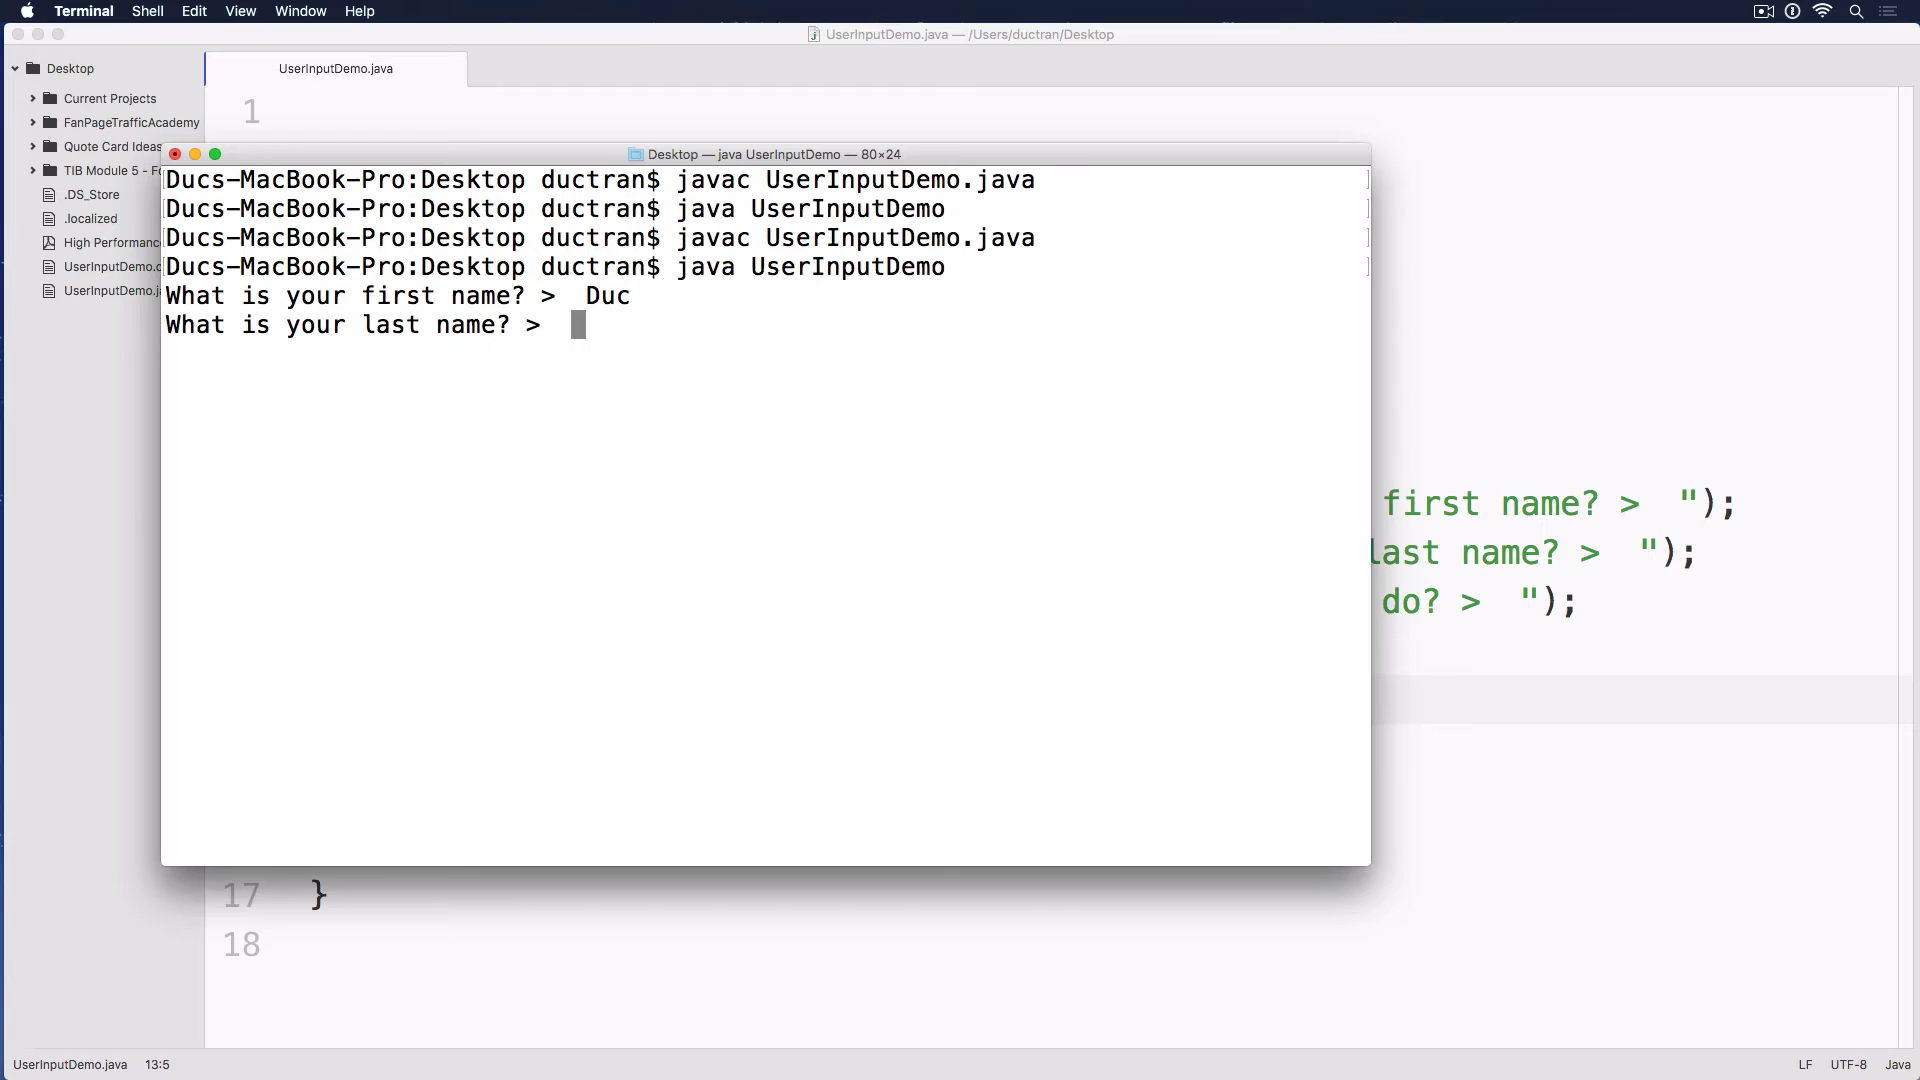 Terminal Shell Edit View Window Help
UserInputDemo.java — /Users/ductran/Desktop
Desktop
UserInputDemo.java
Current Projects
1
FanPageTrafficAcademy
Quote Card Ideas
TIB Module 5 - Fo
.DS_Store
.localized
High Performanc
UserInputDemo.c
UserInputDemo.ja
Desktop — java UserInputDemo — 80×24
Ducs-MacBook-Pro:Desktop ductran$ javac UserInputDemo.java
Ducs-MacBook-Pro:Desktop ductran$ java UserInputDemo
Ducs-MacBook-Pro:Desktop ductran$ javac UserInputDemo.java
Ducs-MacBook-Pro:Desktop ductran$ java UserInputDemo
What is your first name? >  Duc
What is your last name? >
first name? >  ");
last name? >  ");
do? >  ");
17 }
18
UserInputDemo.java 13:5
LF UTF-8 Java